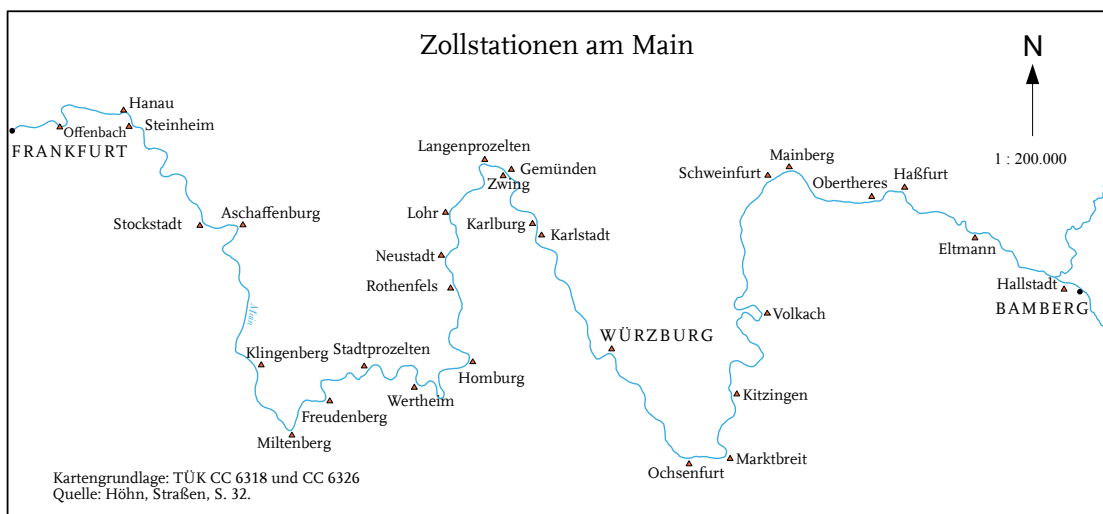 Zollstationen am Main
N
1 : 200.000
Hanau
Offenbach
Steinheim
FRANKFURT
Stockstadt
Aschaffenburg
Main
Klingenberg
Stadtprozelten
Freudenberg
Wertheim
Miltenberg
Homburg
Rothenfels
Neustadt
Lohr
Langenprozelten
Zwing
Gemünden
Karlburg
Karlstadt
WÜRZBURG
Ochsenfurt
Marktbreit
Kitzingen
Volkach
Schweinfurt
Mainberg
Obertheres
Haßfurt
Eltmann
Hallstadt
BAMBERG
Kartengrundlage: TÜK CC 6318 und CC 6326
Quelle: Höhn, Straßen, S. 32.